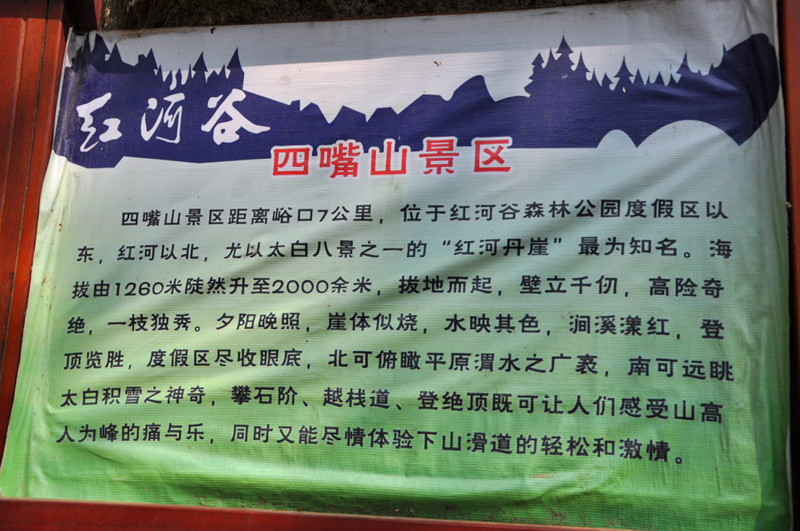 红河谷
四嘴山景区
四嘴山景区距离峪口7公里，位于红河谷森林公园度假区以
东，红河以北，尤以太白八景之一的“红河丹崖”最为知名。海
拔由1260米陡然升至2000余米，拔地而起，壁立千仞，高险奇
绝，一枝独秀。夕阳晚照，崖体似烧，水映其色，涧溪漾红，登
顶览胜，度假区尽收眼底，北可俯瞰平原渭水之广袤，南可远眺
太白积雪之神奇，攀石阶、越栈道、登绝顶既可让人们感受山高
人为峰的痛与乐，同时又能尽情体验下山滑道的轻松和激情。